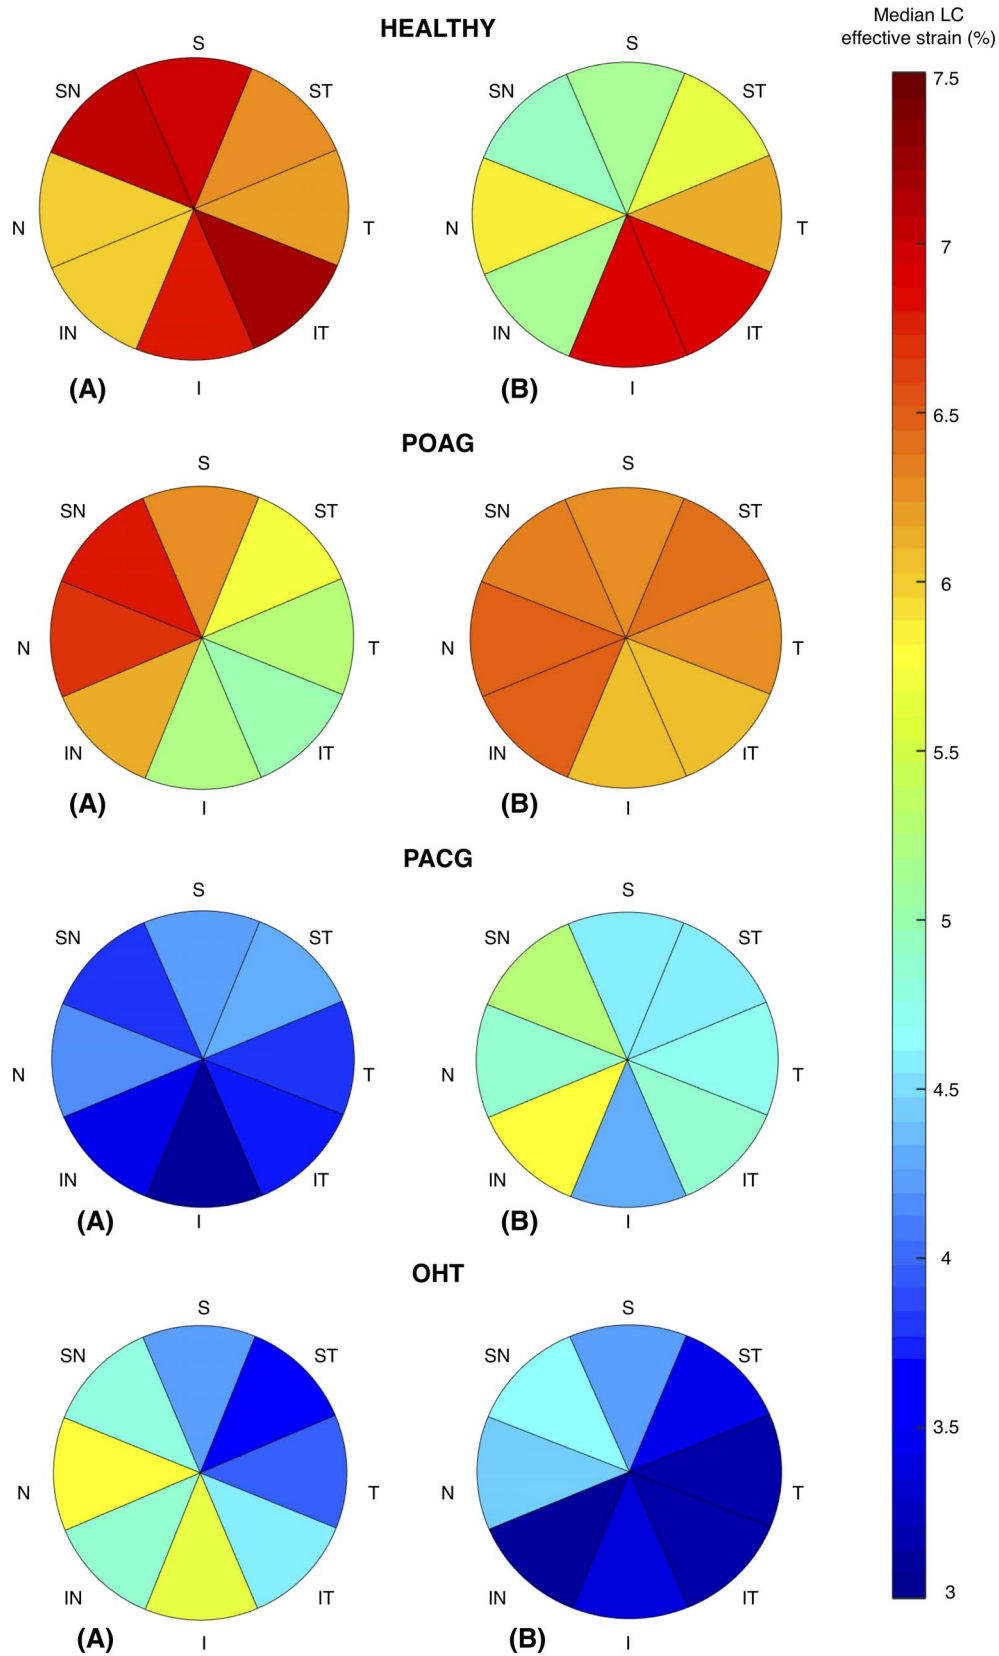 Median LC
effective strain (%)
HEALTHY
S
SN
ST
N
T
IN
IT
(A)
I
S
SN
ST
N
T
IN
IT
(B)
I
POAG
S
SN
ST
N
T
IN
IT
(A)
I
S
SN
ST
N
T
IN
IT
(B)
I
PACG
S
SN
ST
N
T
IN
IT
(A)
I
S
SN
ST
N
T
IN
IT
(B)
I
OHT
S
SN
ST
N
T
IN
IT
(A)
I
S
SN
ST
N
T
IN
IT
(B)
I
7.5
7
6.5
6
5.5
5
4.5
4
3.5
3